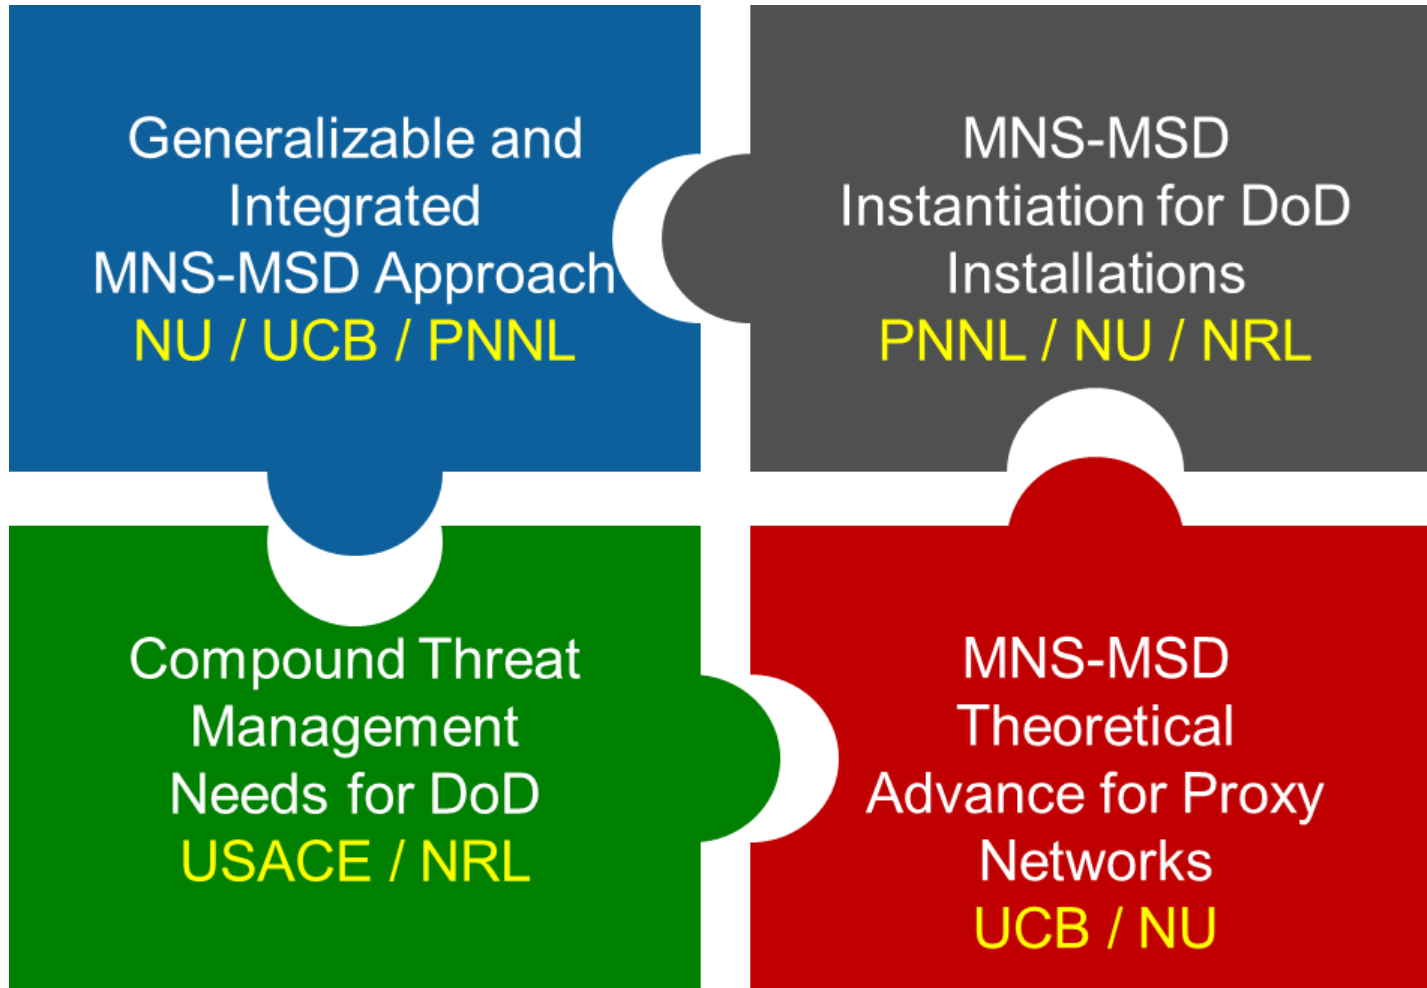 Generalizable and
Integrated
MNS-MSD Approach
NU / UCB / PNNL
MNS-MSD
Instantiation for DoD
Installations
PNNL / NU / NRL
Compound Threat
Management
Needs for DoD
USACE / NRL
MNS-MSD
Theoretical
Advance for Proxy
Networks
UCB / NU